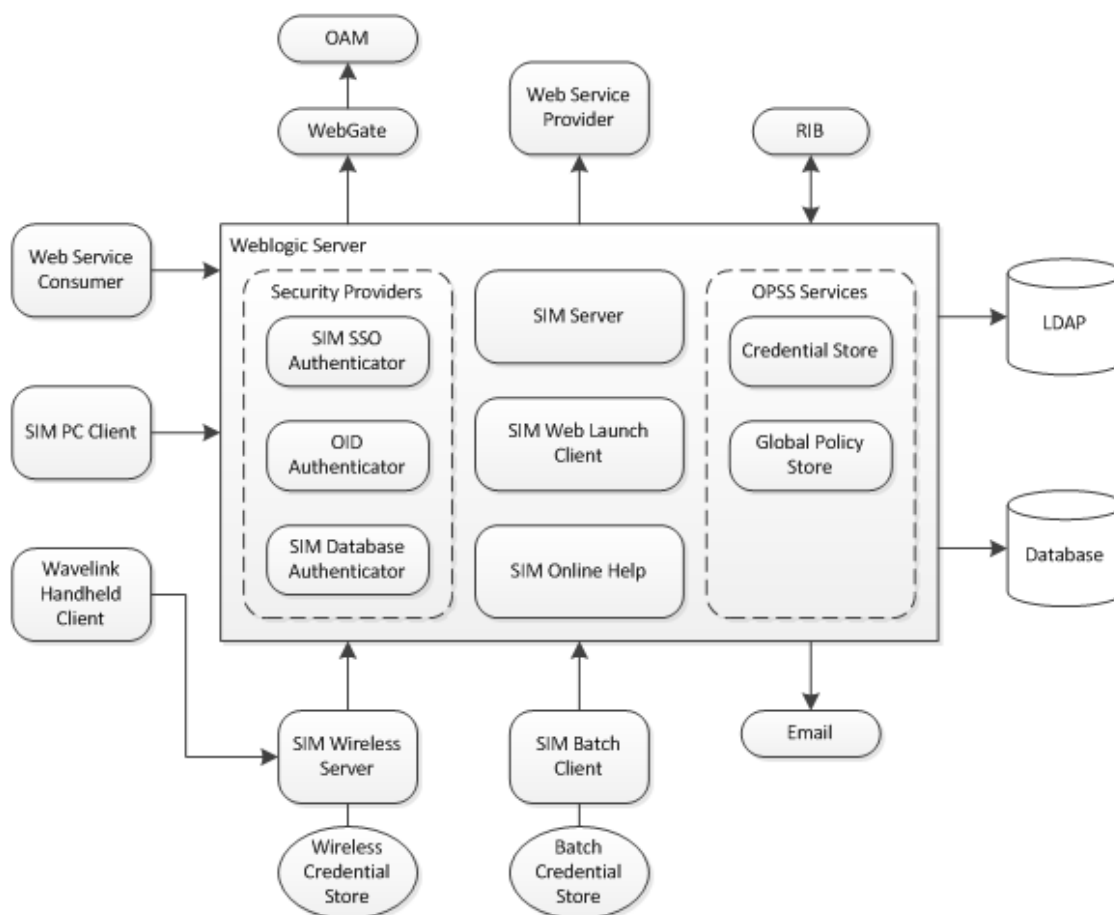 OAM
WebGate
Web Service
Provider
RIB
Weblogic Server
Web Service
Consumer
Security Providers
SIM SSO
Authenticator
OID
Authenticator
SIM Database
Authenticator
SIM Server
SIM Web Launch
Client
SIM Online Help
OPSS Services
Credential Store
Global Policy
Store
LDAP
Database
SIM PC Client
Wavelink
Handheld
Client
SIM Wireless
Server
Wireless
Credential
Store
SIM Batch
Client
Batch
Credential
Store
Email